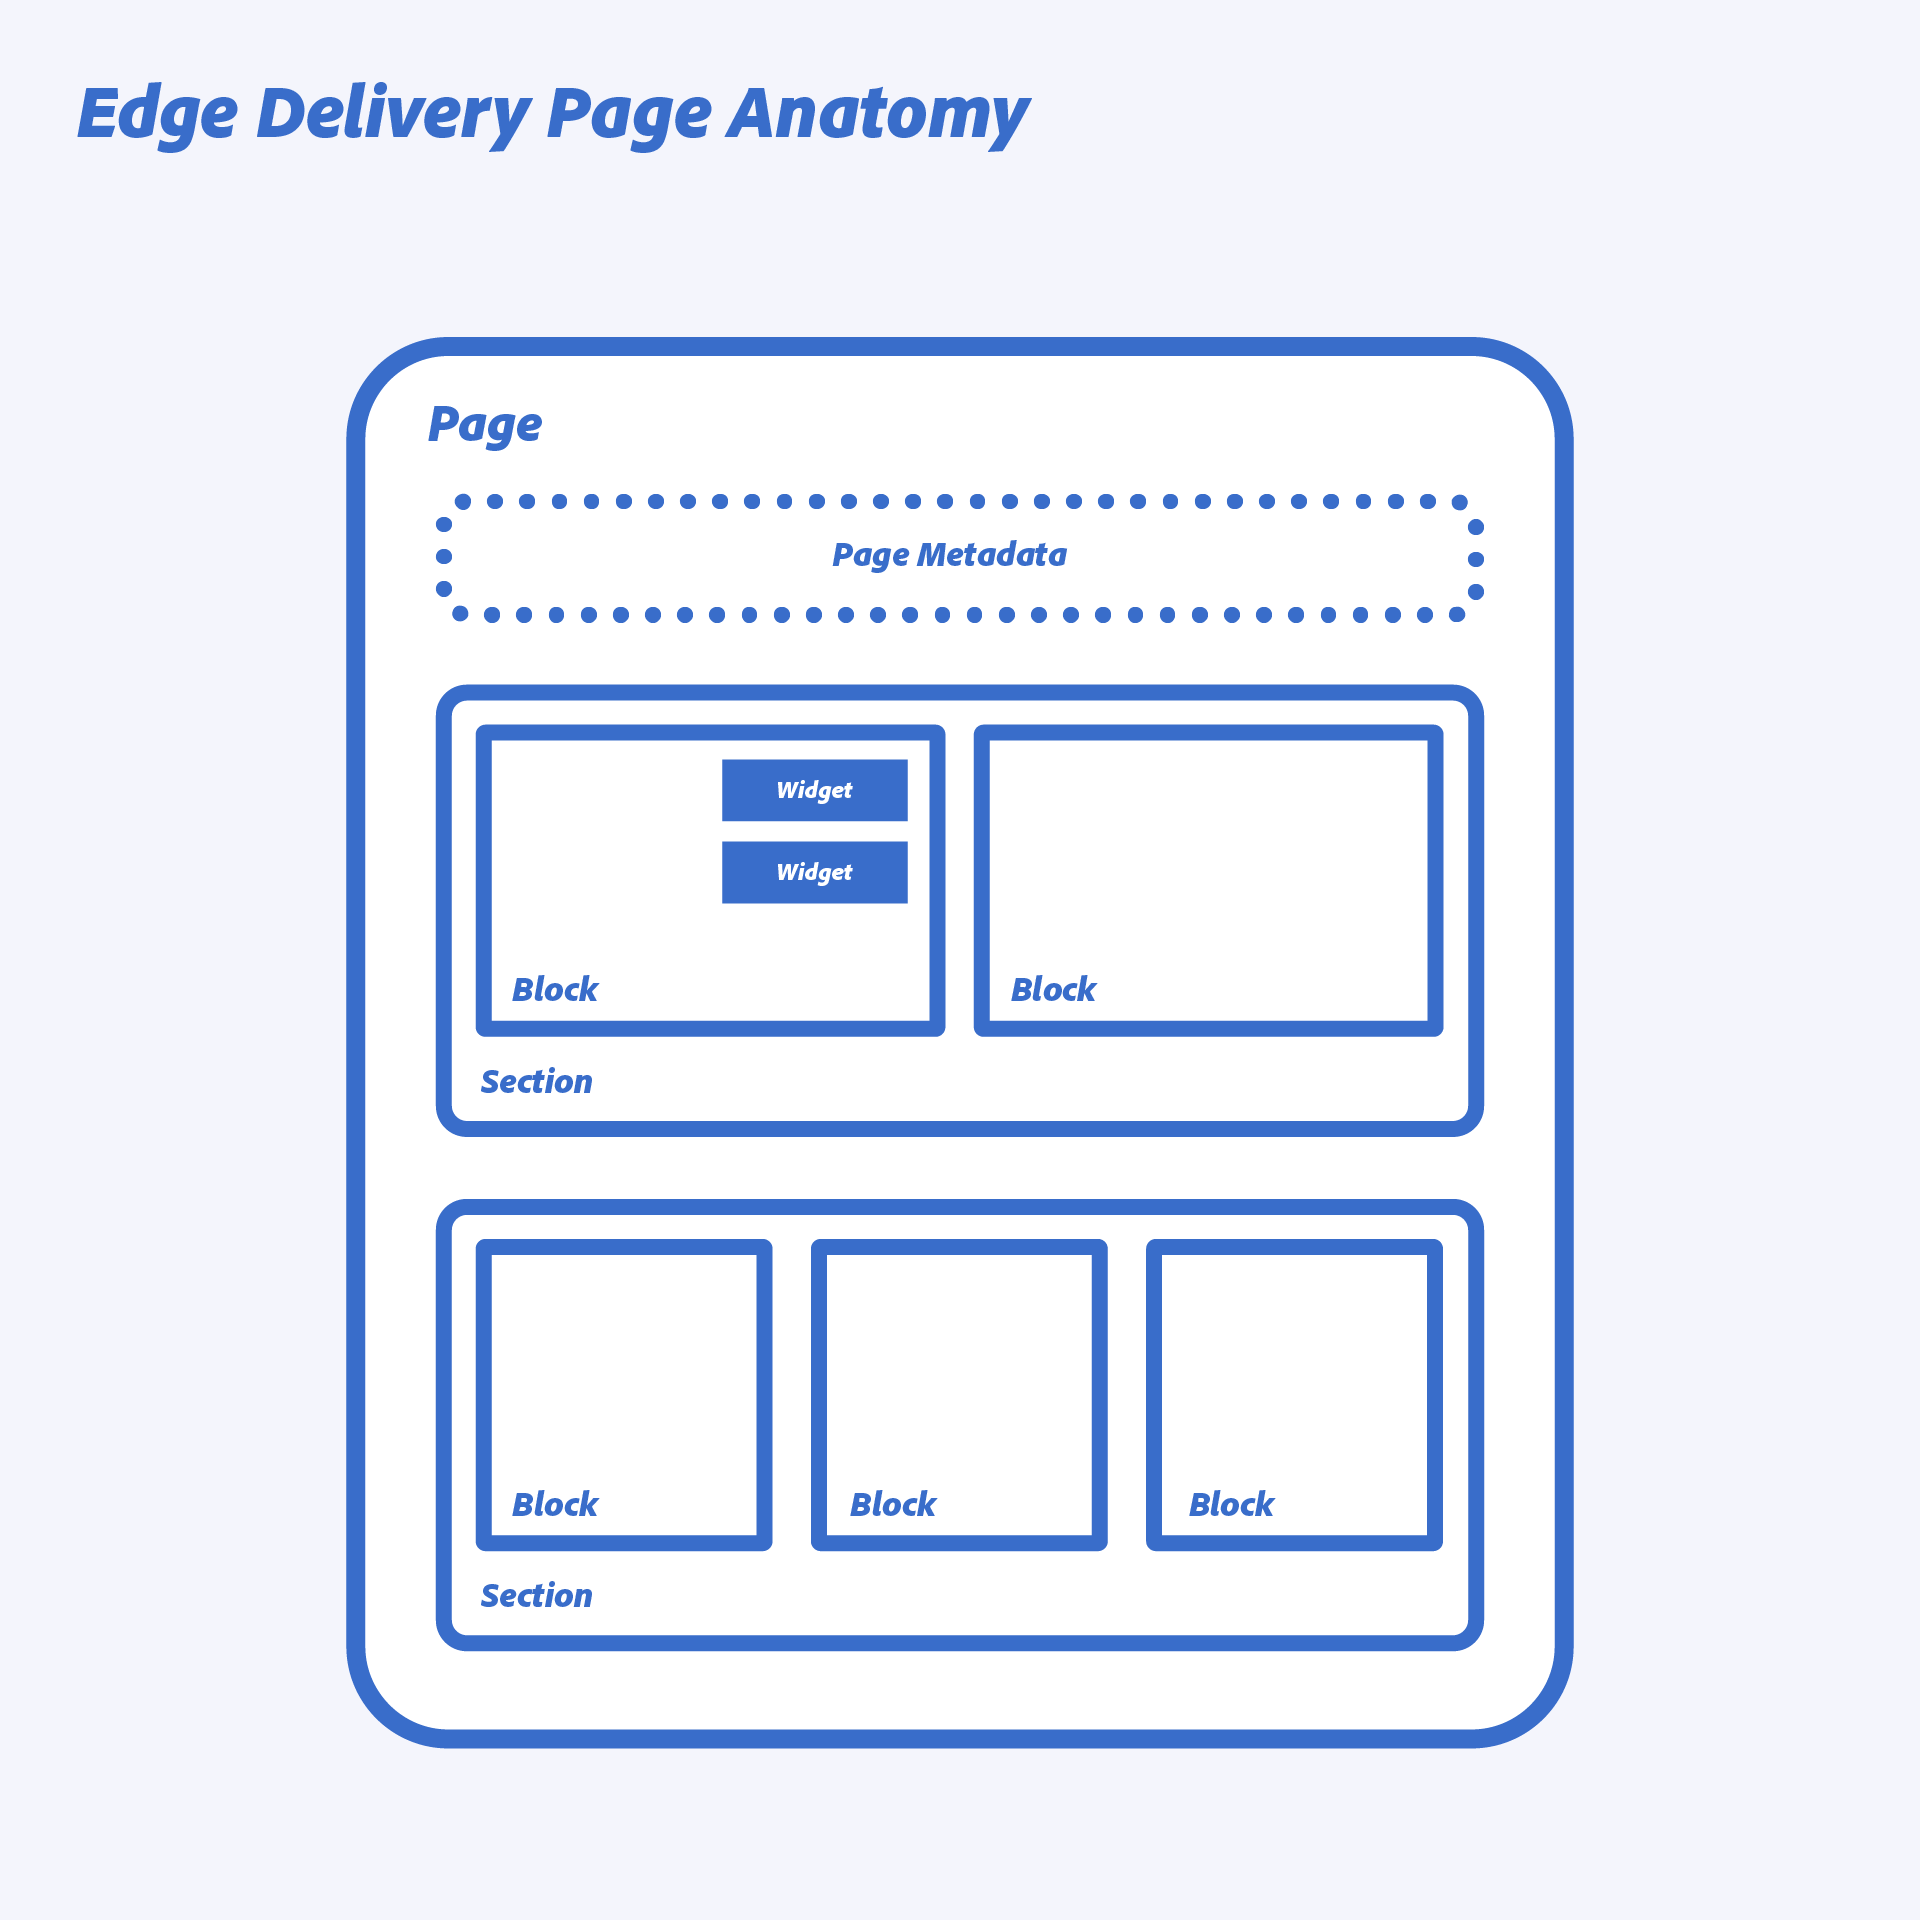 Edge Delivery Page Anatomy
Page
Page Metadata
Widget
Widget
Block
Block
Section
Block
Block
Block
Section